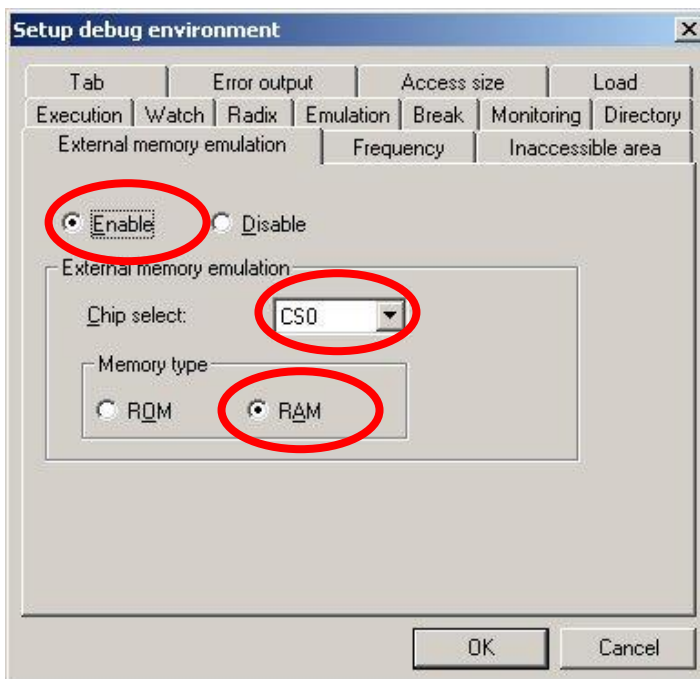 Setup debug environment
Tab Error output Access size Load
Execution Watch Radix Emulation Break Monitoring Directory
External memory emulation Frequency Inaccessible area
Enable Disable
External memory emulation
Chip select: CS0
Memory type
ROM RAM
OK Cancel